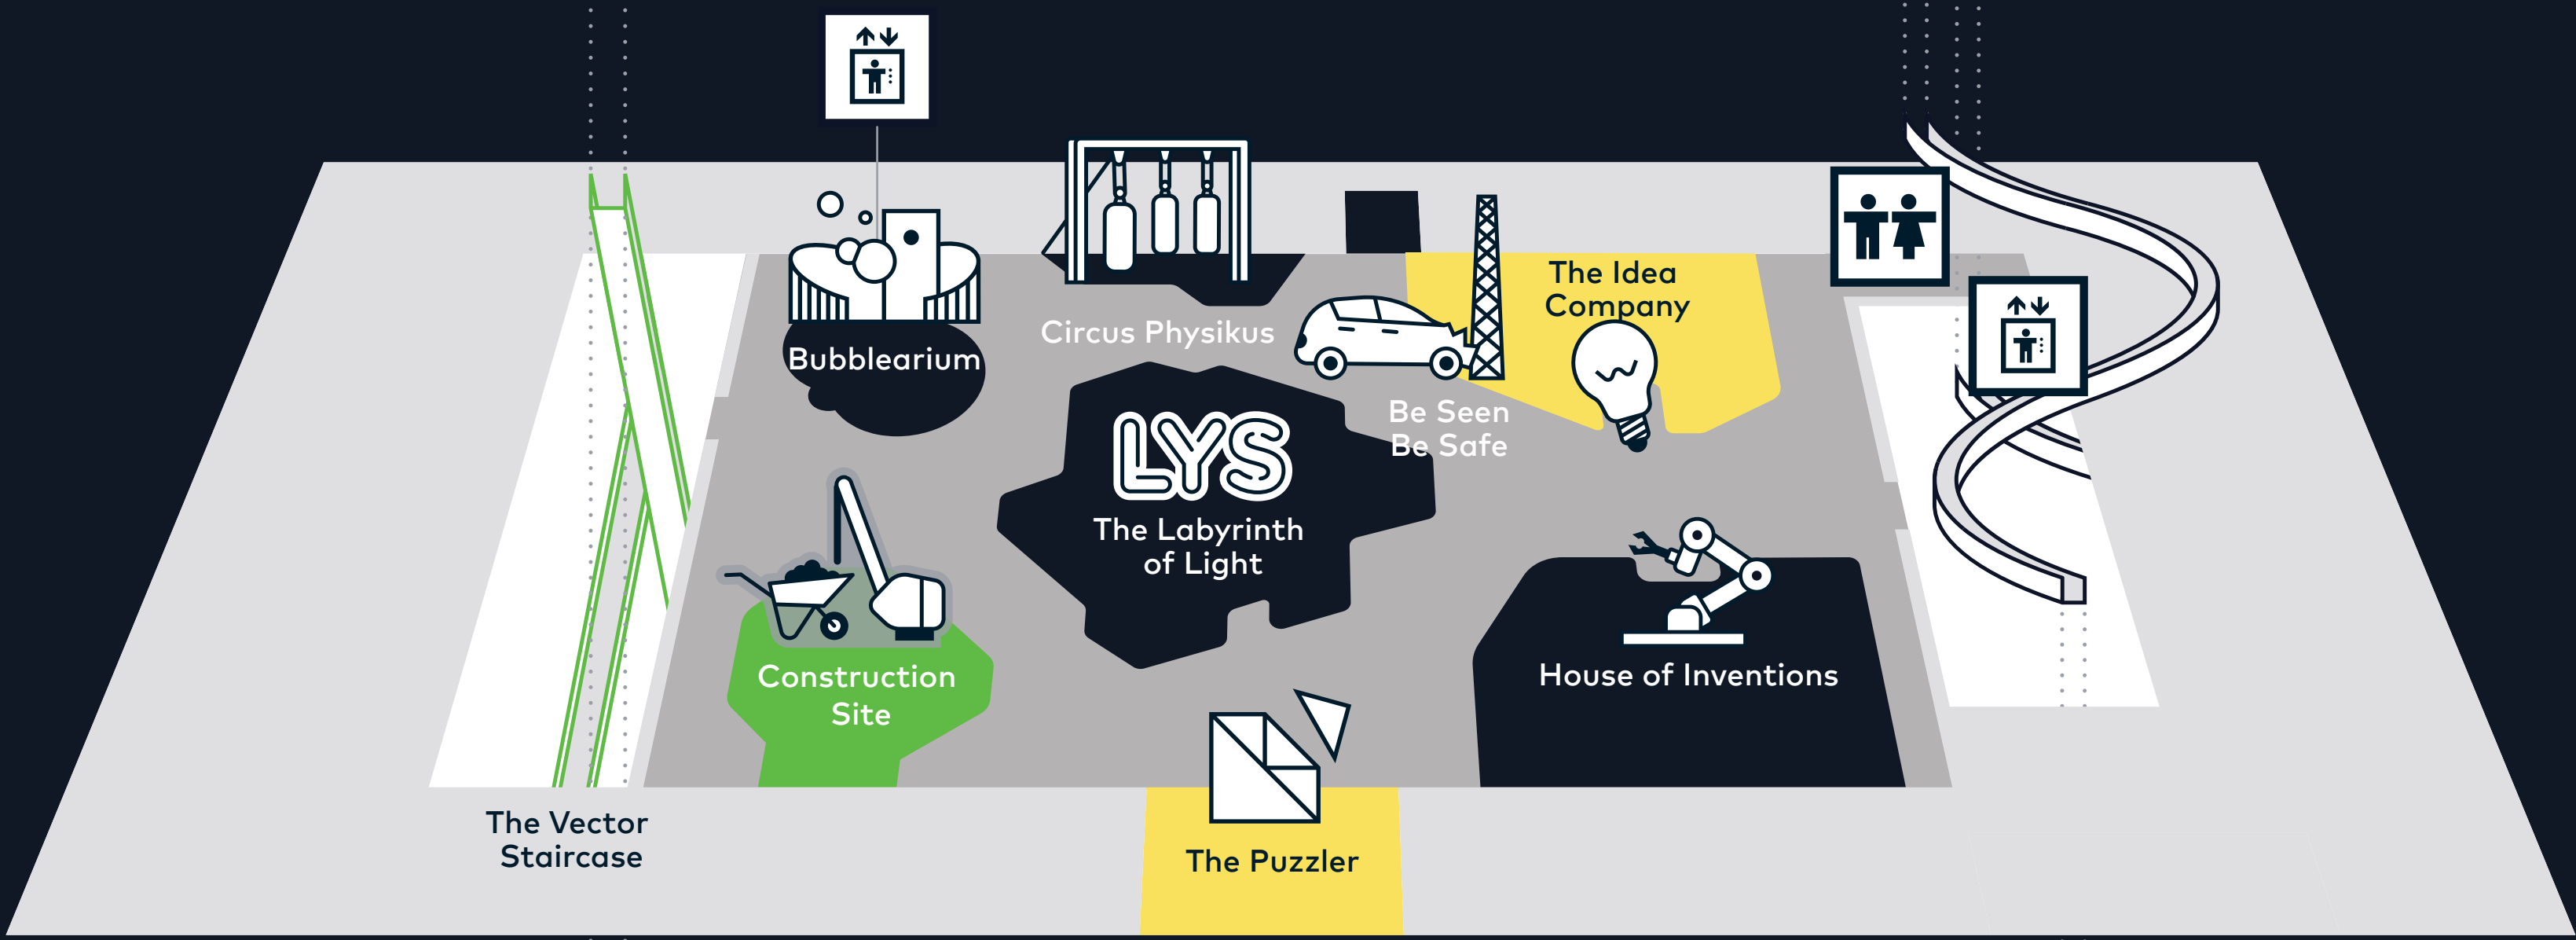 The Idea
Company
Circus Physikus
Bubblearium
Be Seen
Be Safe
LYS
The Labyrinth
of Light
Construction
Site
House of Inventions
The Vector
Staircase
The Puzzler